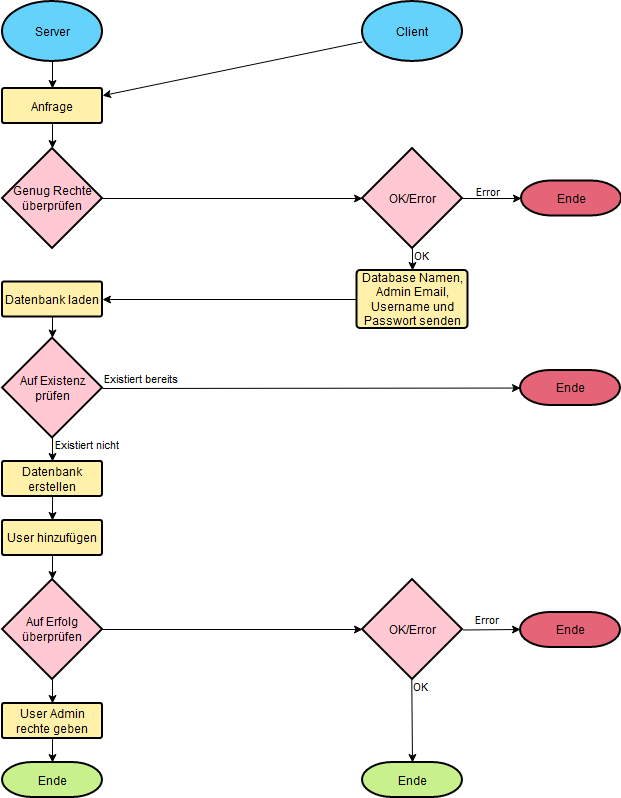 Server
Client
Anfrage
Genug Rechte
überprüfen
OK/Error
Error
Ende
OK
Database Namen,
Admin Email,
Username und
Passwort senden
Datenbank laden
Auf Existenz
prüfen
Existiert bereits
Ende
Existiert nicht
Datenbank
erstellen
User hinzufügen
Auf Erfolg
überprüfen
OK/Error
Error
Ende
OK
User Admin
rechte geben
Ende
Ende